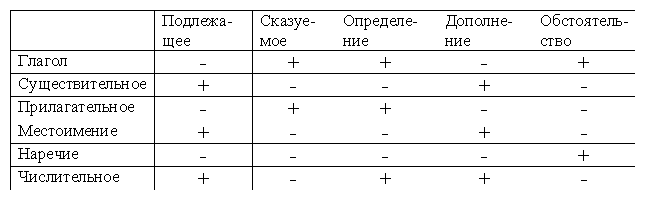 Подлежа- Сказуе- Определе- Дополне- Обстоятель-
щее мое ние ние ство
Глагол - + + - +
Существительное + - - + -
Прилагательное - + + - -
Местоимение + - - + -
Наречие - - - - +
Числительное + - + + -